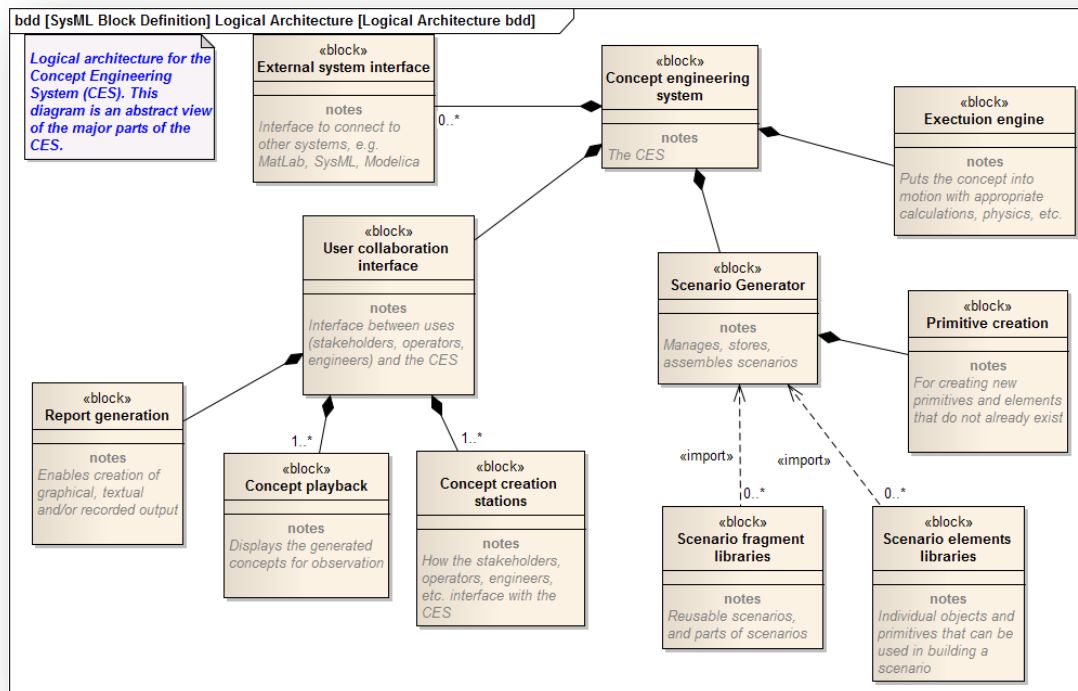 bdd [SysML Block Definition] Logical Architecture [Logical Architecture bdd]
Logical architecture for the
Concept Engineering
System (CES). This
diagram is an abstract view
of the major parts of the
CES.
«block»
External system interface
notes
Interface to connect to
other systems, e.g.
MatLab, SysML, Modelica
0..*
«block»
Concept engineering
system
notes
The CES
«block»
Exectuion engine
notes
Puts the concept into
motion with appropriate
calculations, physics, etc.
«block»
User collaboration
interface
notes
Interface between uses
(stakeholders, operators,
engineers) and the CES
«block»
Scenario Generator
notes
Manages, stores,
assembles scenarios
«block»
Primitive creation
notes
For creating new
primitives and elements
that do not already exist
«block»
Report generation
notes
Enables creation of
graphical, textual
and/or recorded output
1..*
«block»
Concept playback
notes
Displays the generated
concepts for observation
1..*
«block»
Concept creation
stations
notes
How the stakeholders,
operators, engineers,
etc. interface with the
CES
«import»
0..*
«block»
Scenario fragment
libraries
notes
Reusable scenarios,
and parts of scenarios
«import»
0..*
«block»
Scenario elements
libraries
notes
Individual objects and
primitives that can be
used in building a
scenario